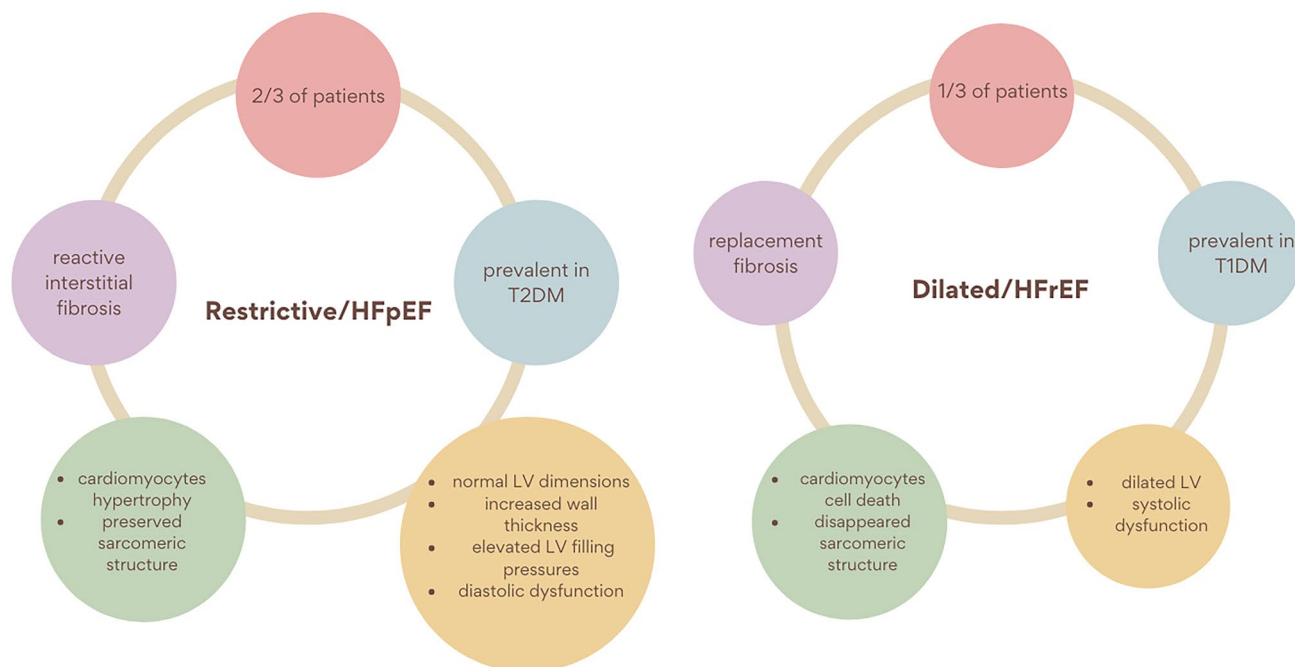 2/3 of patients
reactive
interstitial
fibrosis
prevalent in
T2DM
Restrictive/HFpEF
• cardiomyocytes
hypertrophy
• preserved
sarcomeric
structure
• normal LV dimensions
• increased wall
thickness
• elevated LV filling
pressures
• diastolic dysfunction
1/3 of patients
replacement
fibrosis
prevalent in
T1DM
Dilated/HFrEF
• cardiomyocytes
cell death
• disappeared
sarcomeric
structure
• dilated LV
• systolic
dysfunction